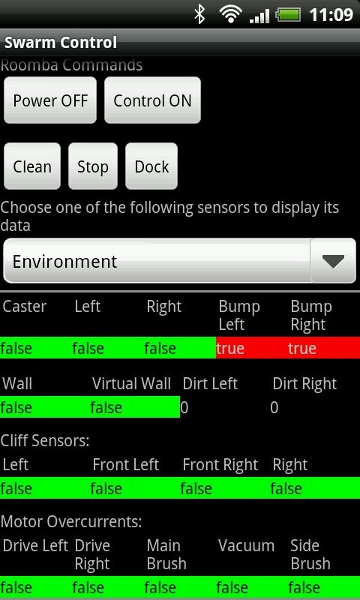 11:09
Swarm Control
Roomba Commands
Power OFF Control ON
Clean Stop Dock
Choose one of the following sensors to display its
data
Environment
Caster Left Right Bump Left Bump Right
false false false true true
Wall Virtual Wall Dirt Left Dirt Right
false false 0 0
Cliff Sensors:
Left Front Left Front Right Right
false false false false
Motor Overcurrents:
Drive Left Drive Right Main Brush Vacuum Side Brush
false false false false false